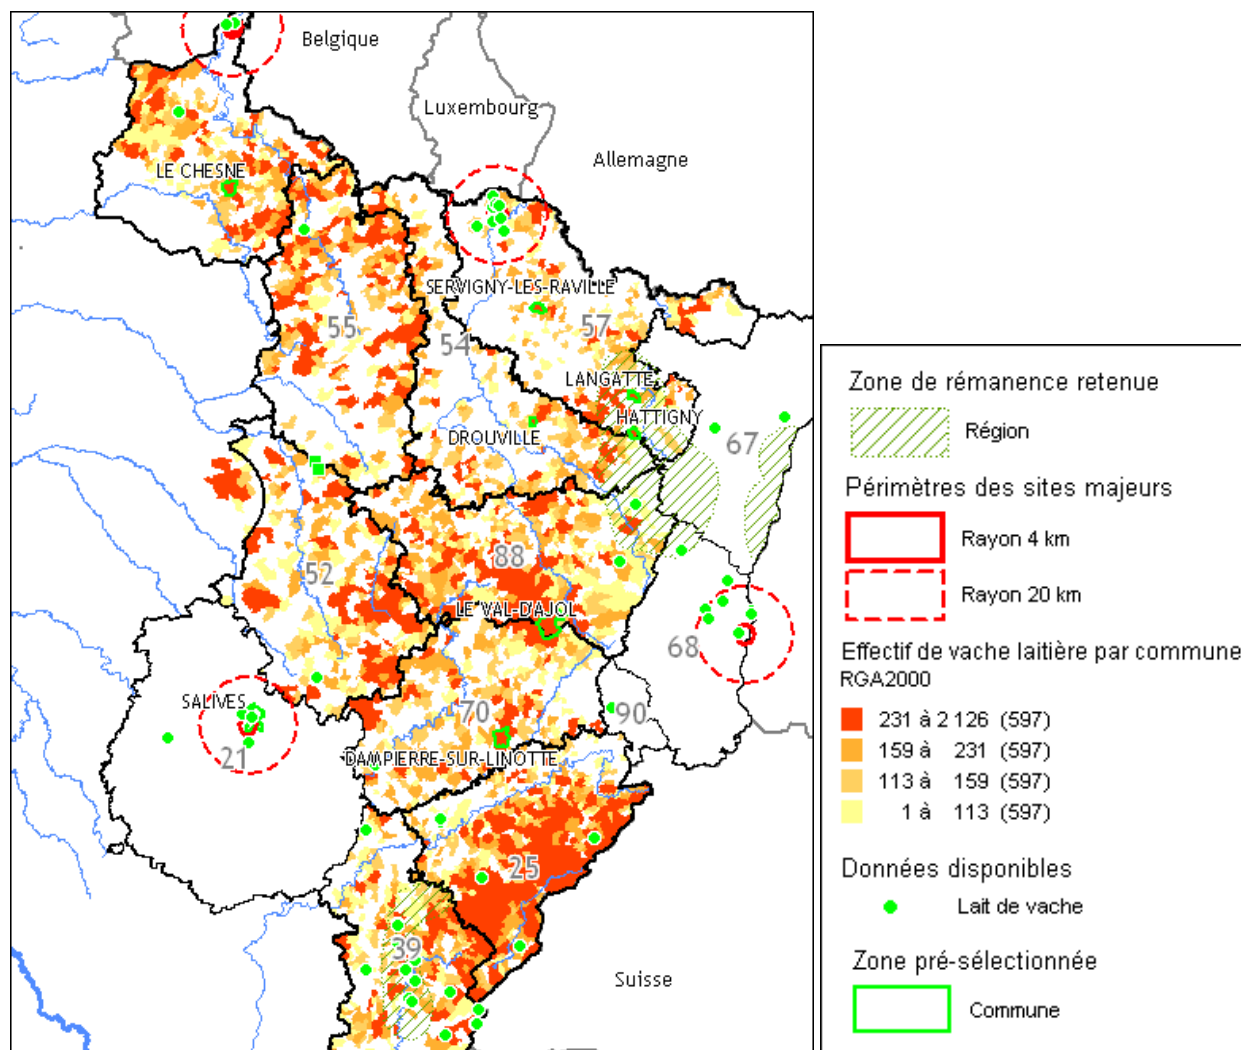 Belgique
Luxembourg
Allemagne
LE CHESNE
SERVIGNY-LES-RAVILLE
55
54
57
LANGATTE
HATTIGNY
DROUVILLE
67
88
52
LE VAL-D'AJOL
68
SALIVES
70
90
21
DAMPIERRE-SUR-LINOTTE
25
39
Suisse
Zone de rémanence retenue
Région
Périmètres des sites majeurs
Rayon 4 km
Rayon 20 km
Effectif de vache laitière par commune
RGA2000
231 à 2 126 (597)
159 à 231 (597)
113 à 159 (597)
1 à 113 (597)
Données disponibles
Lait de vache
Zone pré-sélectionnée
Commune